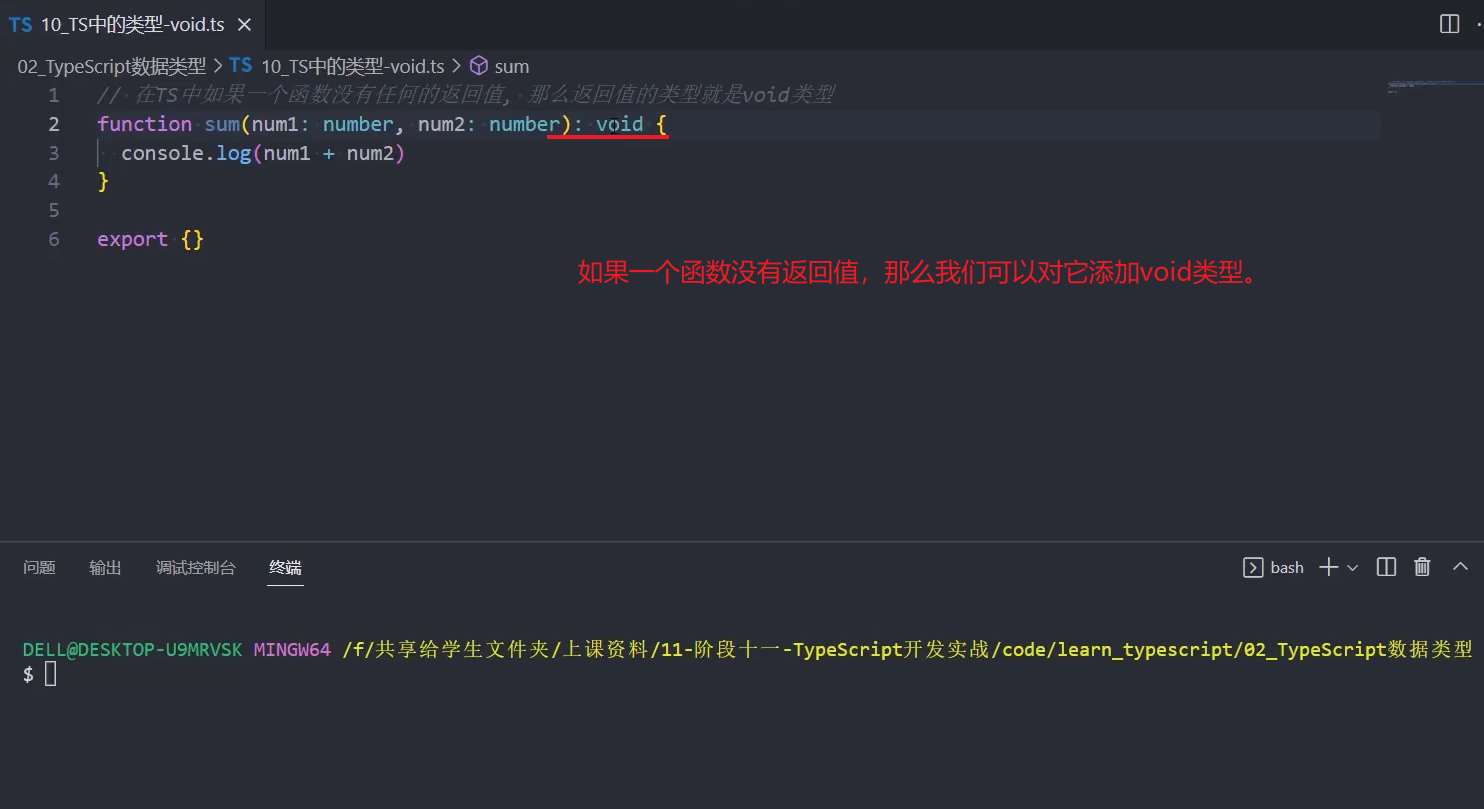 TS 10_TS中的类型-void.ts ×
02_TypeScript数据类型 > TS 10_TS中的类型-void.ts > sum
1 // 在TS中如果一个函数没有任何的返回值, 那么返回值的类型就是void类型
2 function sum(num1: number, num2: number): void {
3 console.log(num1 + num2)
4 }
5
6 export {}
如果一个函数没有返回值，那么我们可以对它添加void类型。
问题 输出 调试控制台 终端 bash
DELL@DESKTOP-U9MRVSK MINGW64 /f/共享给学生文件夹/上课资料/11-阶段十一-TypeScript开发实战/code/learn_typescript/02_TypeScript数据类型
$